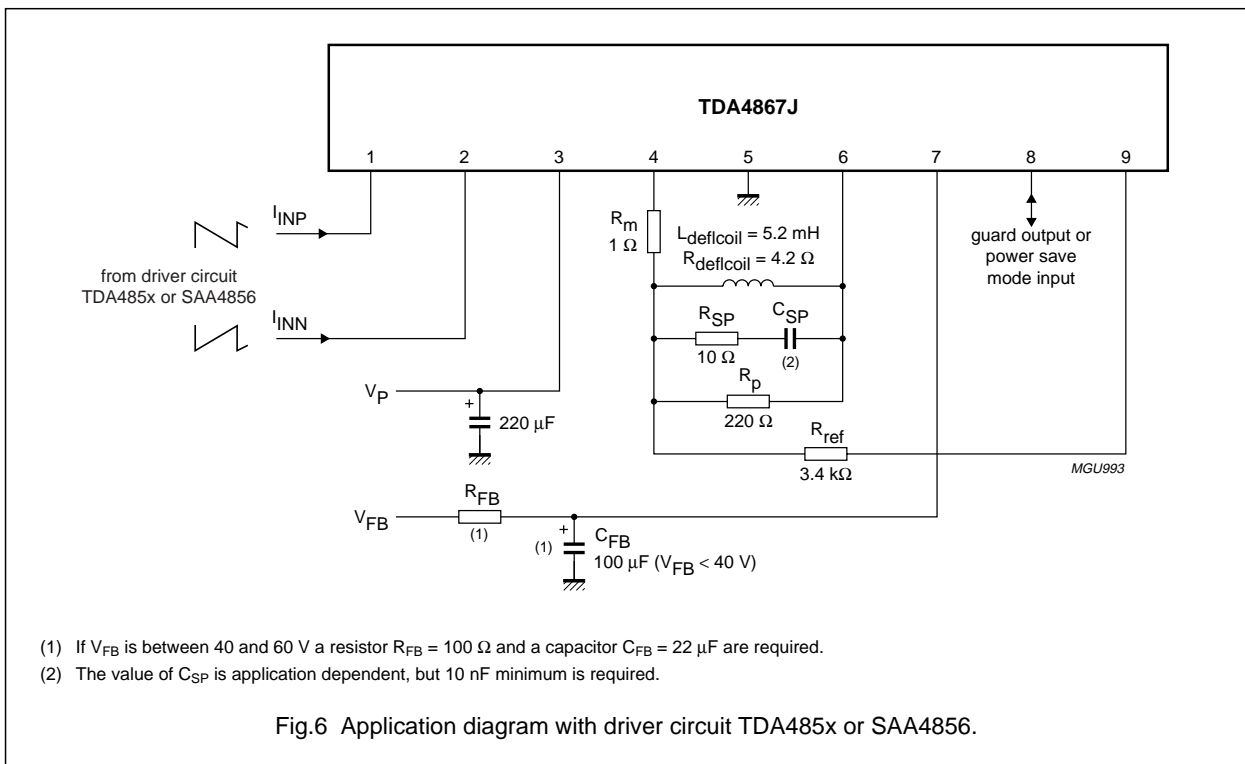 TDA4867J
1 2 3 4 5 6 7 8 9
I_INP
from driver circuit
TDA485x or SAA4856
I_INN
R_m
1 Ω
L_deflcoil = 5.2 mH
R_deflcoil = 4.2 Ω
guard output or
power save
mode input
R_SP
10 Ω
C_SP
(2)
R_p
220 Ω
V_P
+
220 µF
R_ref
3.4 kΩ
MGU993
V_FB
R_FB
(1)
+
(1)
C_FB
100 µF (V_FB < 40 V)
(1) If V_FB is between 40 and 60 V a resistor R_FB = 100 Ω and a capacitor C_FB = 22 µF are required.
(2) The value of C_SP is application dependent, but 10 nF minimum is required.
Fig.6 Application diagram with driver circuit TDA485x or SAA4856.